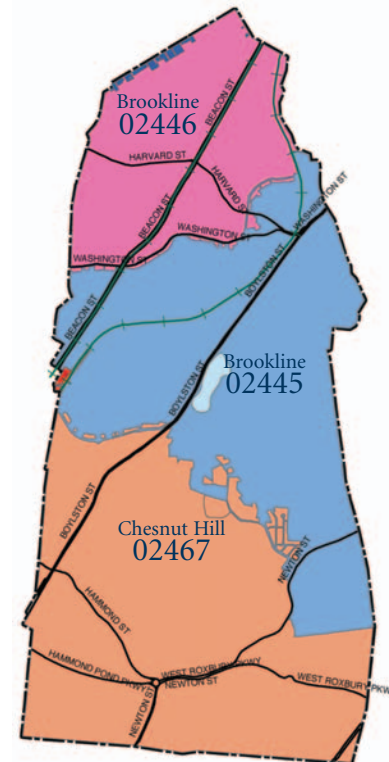 Brookline
02446
BEACON ST
HARVARD ST
HARVARD ST
BEACON ST
WASHINGTON ST
WASHINGTON ST
WASHINGTON ST
BOYLSTON ST
BEACON ST
Brookline
02445
BOYLSTON ST
BOYLSTON ST
Chesnut Hill
02467
NEWTON ST
HAMMOND ST
HAMMOND POND PKWY
WEST ROXBURY PKWY
NEWTON ST
WEST ROXBURY PKW
NEWTON ST